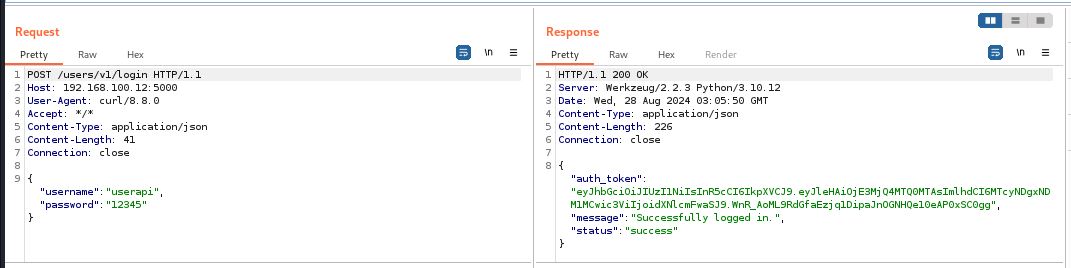 Request
Pretty Raw Hex
\n
1 POST /users/v1/login HTTP/1.1
2 Host: 192.168.100.12:5000
3 User-Agent: curl/8.8.0
4 Accept: */*
5 Content-Type: application/json
6 Content-Length: 41
7 Connection: close
8
9 {
"username":"userapi",
"password":"12345"
}
Response
Pretty Raw Hex Render
\n
1 HTTP/1.1 200 OK
2 Server: Werkzeug/2.2.3 Python/3.10.12
3 Date: Wed, 28 Aug 2024 03:05:50 GMT
4 Content-Type: application/json
5 Content-Length: 226
6 Connection: close
7
8 {
"auth_token":
"eyJhbGciOiJIUzI1NiIsInR5cCI6IkpXVCJ9.eyJleHAiOjE3MjQ4MTQ0MTAsImlhdCI6MTcyNDgxND
M1MCwic3ViIjoidXNlcmFwaSJ9.WnR_AoML9RdGfaEzjq1DipaJnOGNHQe10eAP0xSC0gg",
"message":"Successfully logged in.",
"status":"success"
}